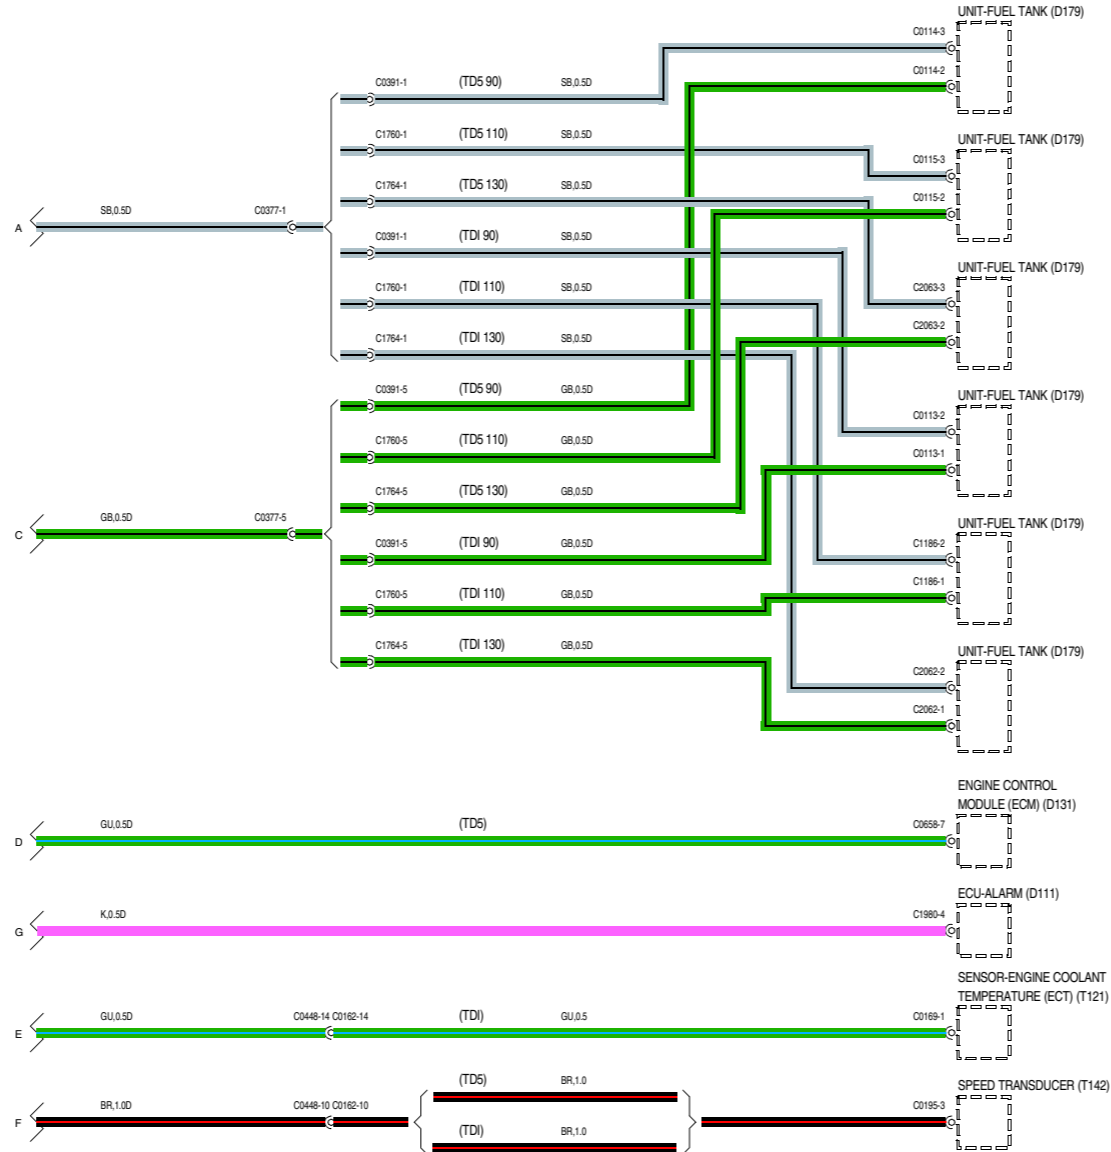 UNIT-FUEL TANK (D179)
C0114-3
C0114-2
C0391-1 (TD5 90) SB,0.5D
UNIT-FUEL TANK (D179)
C1760-1 (TD5 110) SB,0.5D
C0115-3
C1764-1 (TD5 130) SB,0.5D
C0115-2
A SB,0.5D C0377-1
C0391-1 (TDI 90) SB,0.5D
UNIT-FUEL TANK (D179)
C1760-1 (TDI 110) SB,0.5D
C2063-3
C2063-2
C1764-1 (TDI 130) SB,0.5D
C0391-5 (TD5 90) GB,0.5D
UNIT-FUEL TANK (D179)
C0113-2
C1760-5 (TD5 110) GB,0.5D
C0113-1
C1764-5 (TD5 130) GB,0.5D
C GB,0.5D C0377-5
UNIT-FUEL TANK (D179)
C0391-5 (TDI 90) GB,0.5D
C1186-2
C1186-1
C1760-5 (TDI 110) GB,0.5D
C1764-5 (TDI 130) GB,0.5D
UNIT-FUEL TANK (D179)
C2062-2
C2062-1
ENGINE CONTROL
MODULE (ECM) (D131)
D GU,0.5D (TD5) C0658-7
ECU-ALARM (D111)
G K,0.5D C1980-4
SENSOR-ENGINE COOLANT
TEMPERATURE (ECT) (T121)
E GU,0.5D C0448-14 C0162-14 (TDI) GU,0.5 C0169-1
SPEED TRANSDUCER (T142)
(TD5) BR,1.0
F BR,1.0D C0448-10 C0162-10 C0195-3
(TDI) BR,1.0